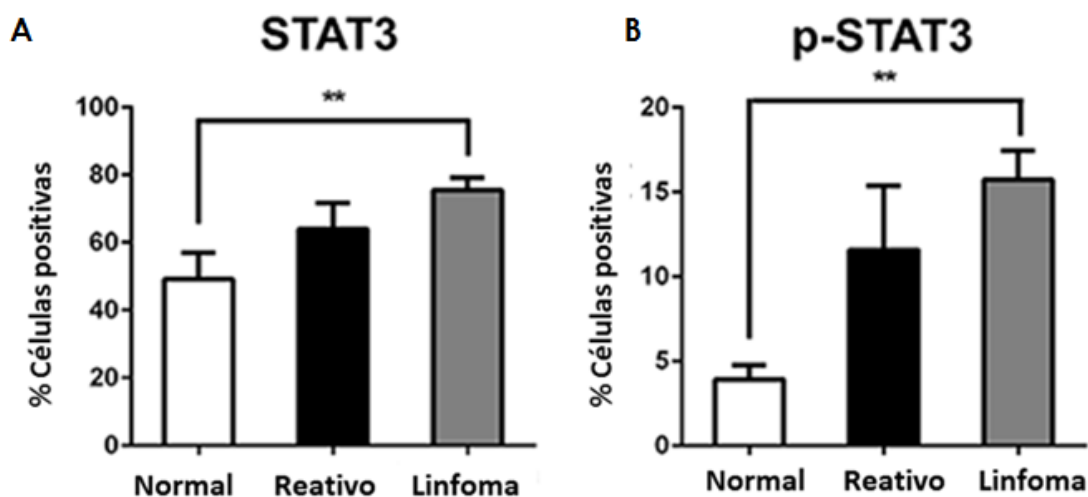 A
STAT3
**
% Células positivas
100
80
60
40
20
0
Normal Reativo Linfoma
B
p-STAT3
**
% Células positivas
20
15
10
5
0
Normal Reativo Linfoma